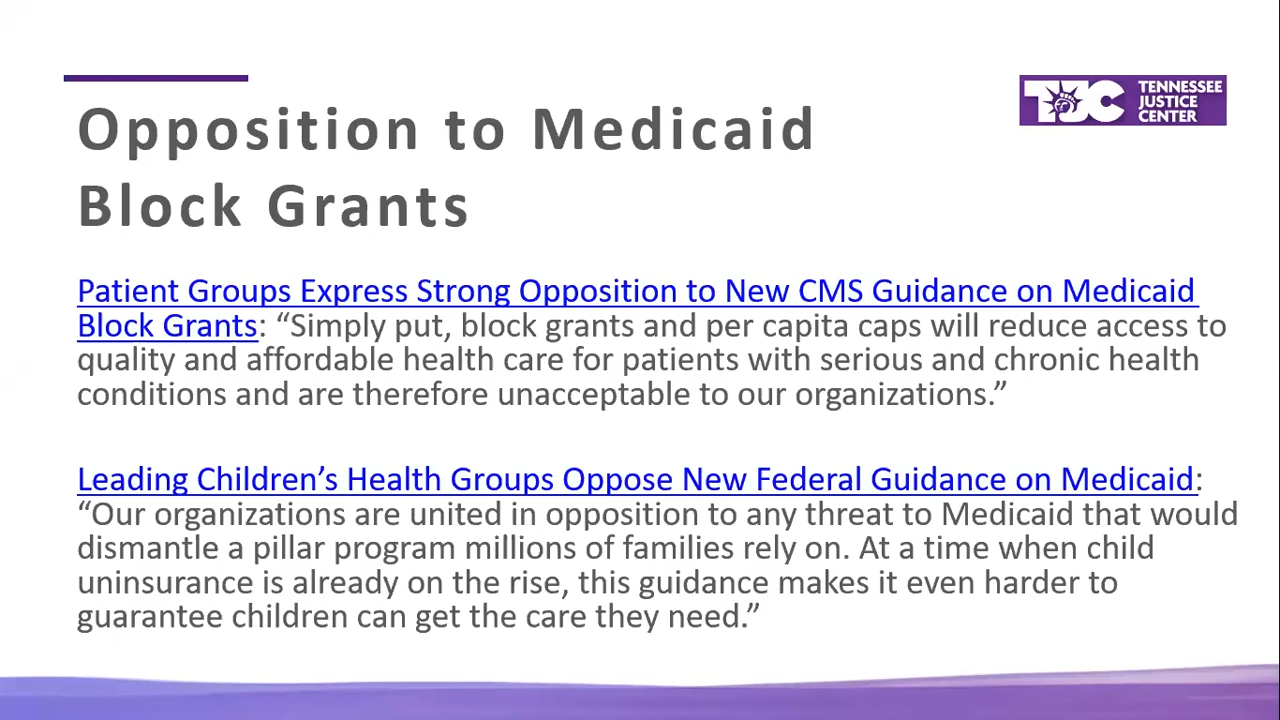 Opposition to Medicaid
Block Grants
TJC TENNESSEE
JUSTICE
CENTER
Patient Groups Express Strong Opposition to New CMS Guidance on Medicaid
Block Grants: “Simply put, block grants and per capita caps will reduce access to
quality and affordable health care for patients with serious and chronic health
conditions and are therefore unacceptable to our organizations.”
Leading Children’s Health Groups Oppose New Federal Guidance on Medicaid:
“Our organizations are united in opposition to any threat to Medicaid that would
dismantle a pillar program millions of families rely on. At a time when child
uninsurance is already on the rise, this guidance makes it even harder to
guarantee children can get the care they need.”